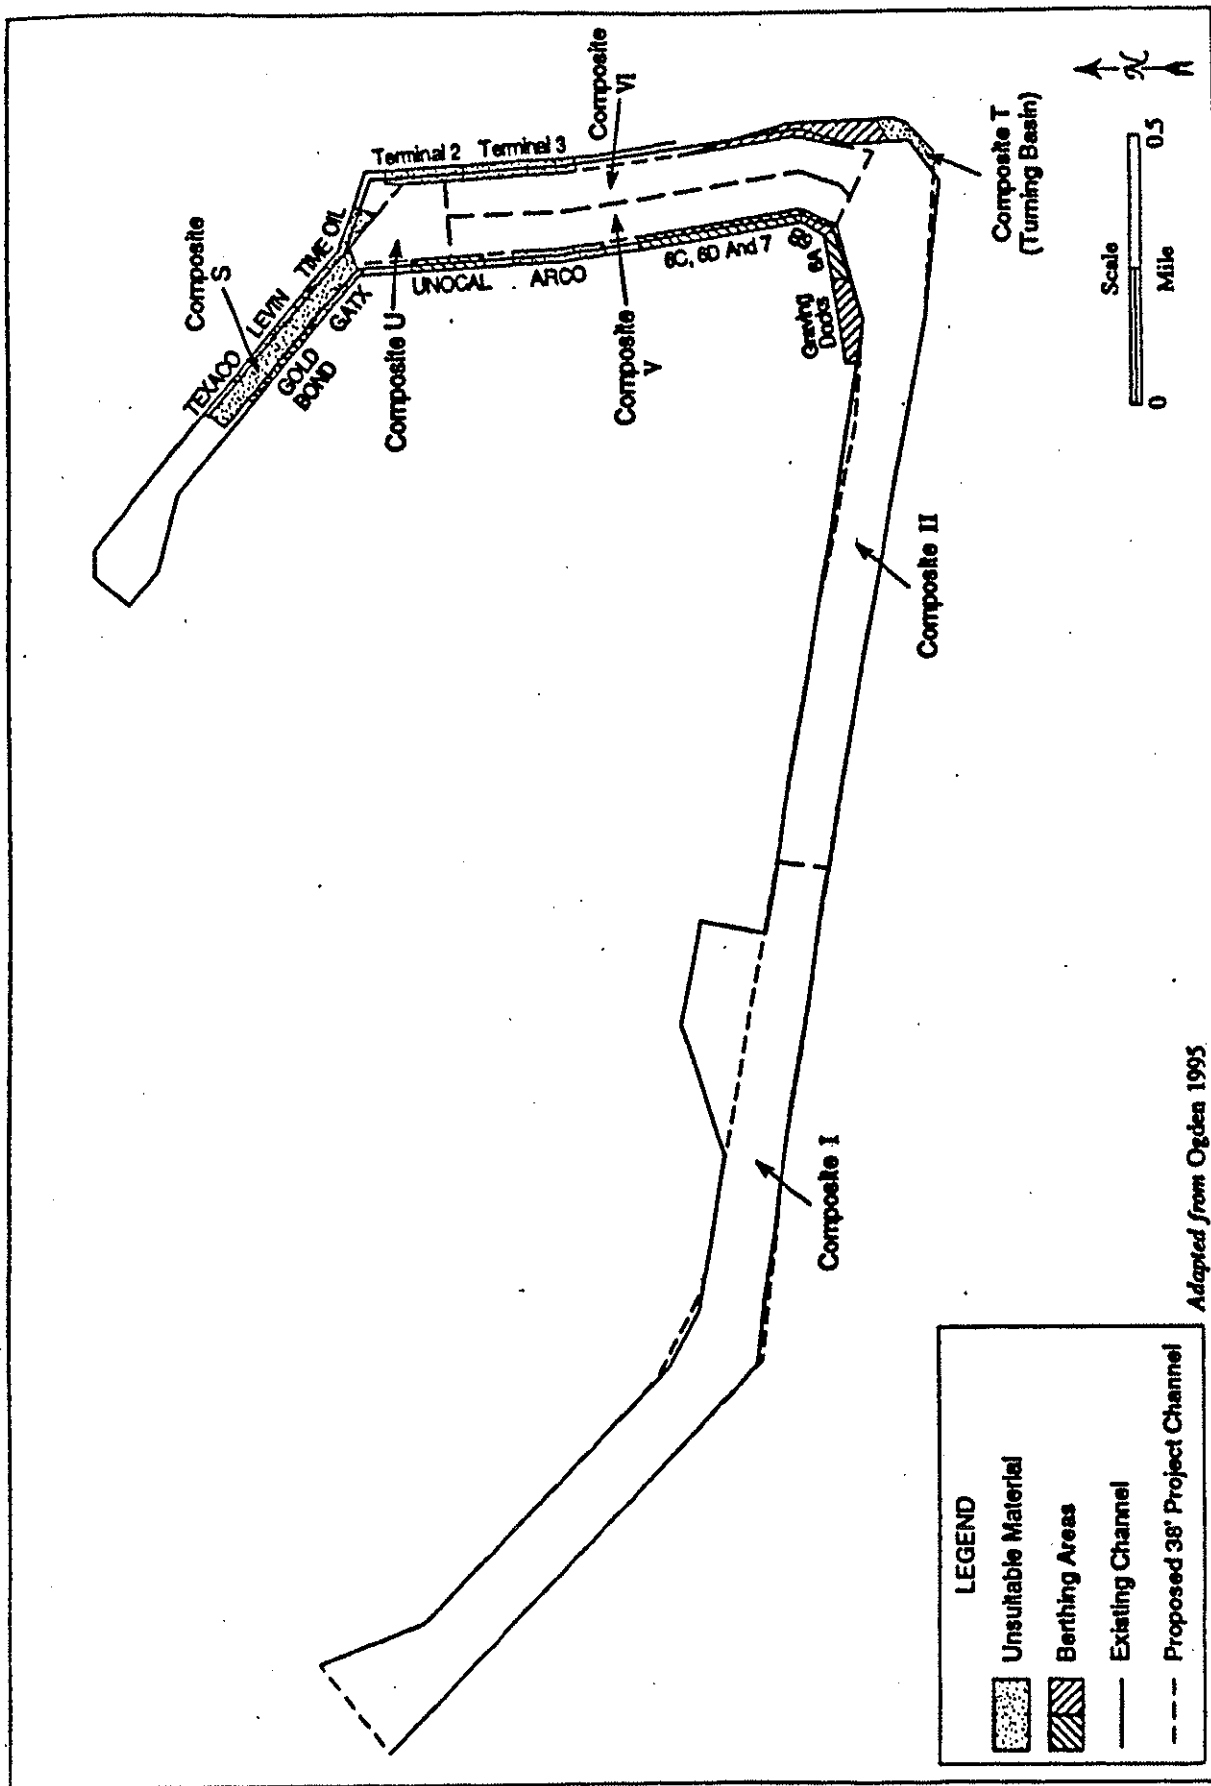 TEXACO
LEVIN
TIME OIL
Composite
S
GOLD
BOND
GATX
Terminal 2
Terminal 3
Composite
VI
Composite U
UNOCAL
ARCO
6C, 6D And 7
Composite
V
6B
6A
Graving
Docks
7
Composite T
(Turning Basin)
N
Scale
0
0.5
Mile
Composite II
Composite I
LEGEND
Unsuitable Material
Berthing Areas
Existing Channel
Proposed 38' Project Channel
Adapted from Ogden 1995